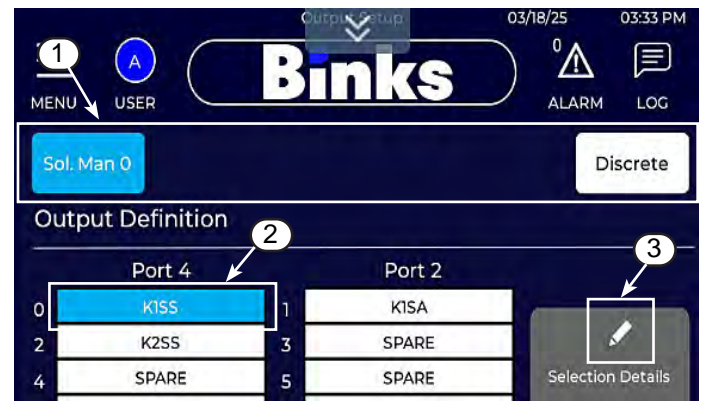 Output Setup
03/18/25 03:33 PM
1
A
Binks
0
MENU USER
ALARM LOG
Sol. Man 0
Discrete
Output Definition
2
3
Port 4 Port 2
0 K1SS 1 K1SA
2 K2SS 3 SPARE
4 SPARE 5 SPARE
Selection Details